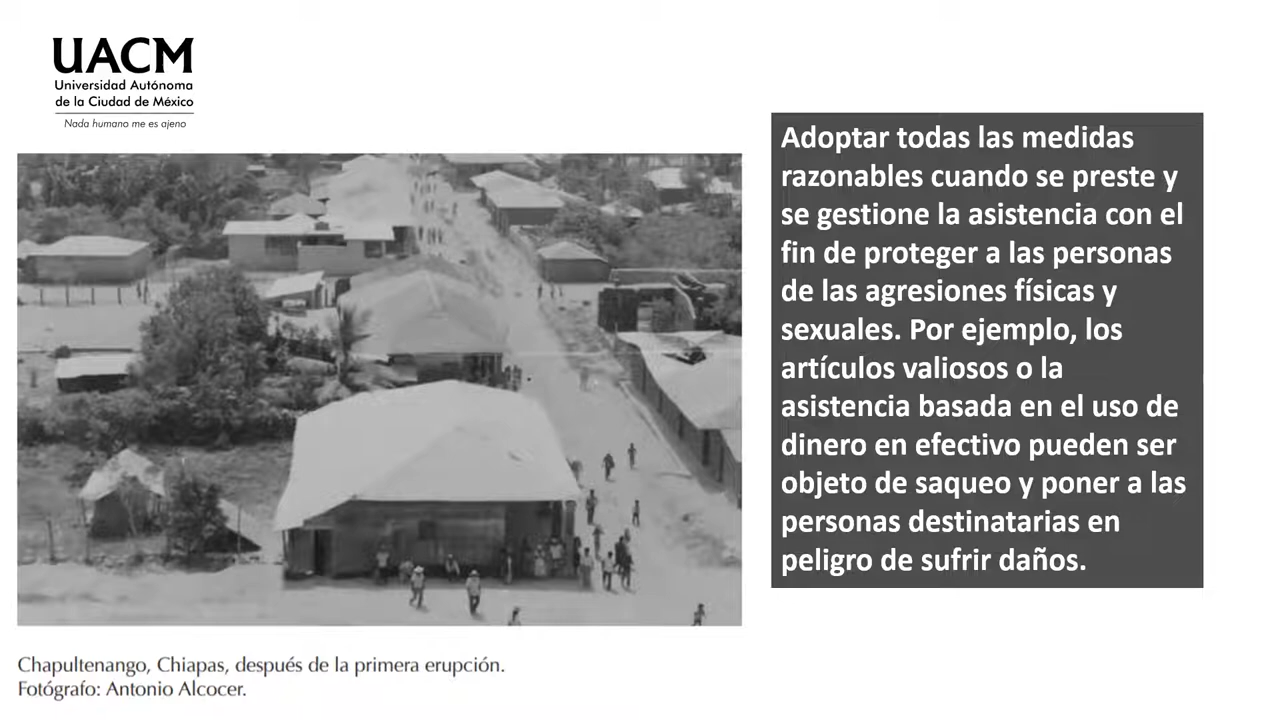 UACM
Universidad Autónoma
de la Ciudad de México
Nada humano me es ajeno
Adoptar todas las medidas
razonables cuando se preste y
se gestione la asistencia con el
fin de proteger a las personas
de las agresiones físicas y
sexuales. Por ejemplo, los
artículos valiosos o la
asistencia basada en el uso de
dinero en efectivo pueden ser
objeto de saqueo y poner a las
personas destinatarias en
peligro de sufrir daños.
Chapultenango, Chiapas, después de la primera erupción.
Fotógrafo: Antonio Alcocer.